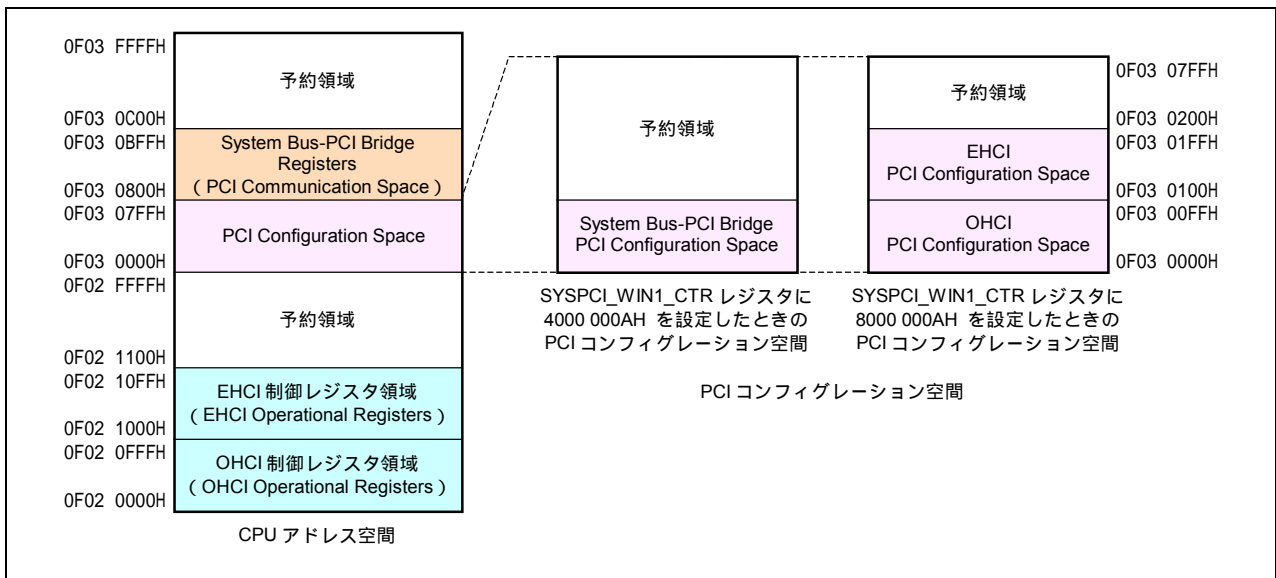 0F03 FFFFH
予約領域
0F03 0C00H
0F03 0BFFH
System Bus-PCI Bridge
Registers
( PCI Communication Space )
0F03 0800H
0F03 07FFH
PCI Configuration Space
0F03 0000H
0F02 FFFFH
予約領域
0F02 1100H
0F02 10FFH
EHCI 制御レジスタ領域
( EHCI Operational Registers )
0F02 1000H
0F02 0FFFH
OHCI 制御レジスタ領域
( OHCI Operational Registers )
0F02 0000H
CPU アドレス空間
予約領域
System Bus-PCI Bridge
PCI Configuration Space
SYSPCI_WIN1_CTR レジスタに
4000 000AH を設定したときの
PCI コンフィグレーション空間
0F03 07FFH
予約領域
0F03 0200H
0F03 01FFH
EHCI
PCI Configuration Space
0F03 0100H
0F03 00FFH
OHCI
PCI Configuration Space
0F03 0000H
SYSPCI_WIN1_CTR レジスタに
8000 000AH を設定したときの
PCI コンフィグレーション空間
PCI コンフィグレーション空間